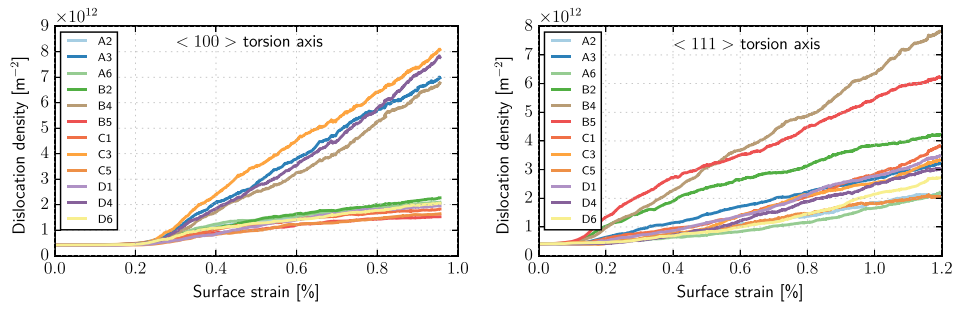 ×10¹²
< 100 > torsion axis
Dislocation density [m⁻²]
9
8
7
6
5
4
3
2
1
0
A2
A3
A6
B2
B4
B5
C1
C3
C5
D1
D4
D6
0.0 0.2 0.4 0.6 0.8 1.0
Surface strain [%]
×10¹²
< 111 > torsion axis
Dislocation density [m⁻²]
8
7
6
5
4
3
2
1
0
A2
A3
A6
B2
B4
B5
C1
C3
C5
D1
D4
D6
0.0 0.2 0.4 0.6 0.8 1.0 1.2
Surface strain [%]